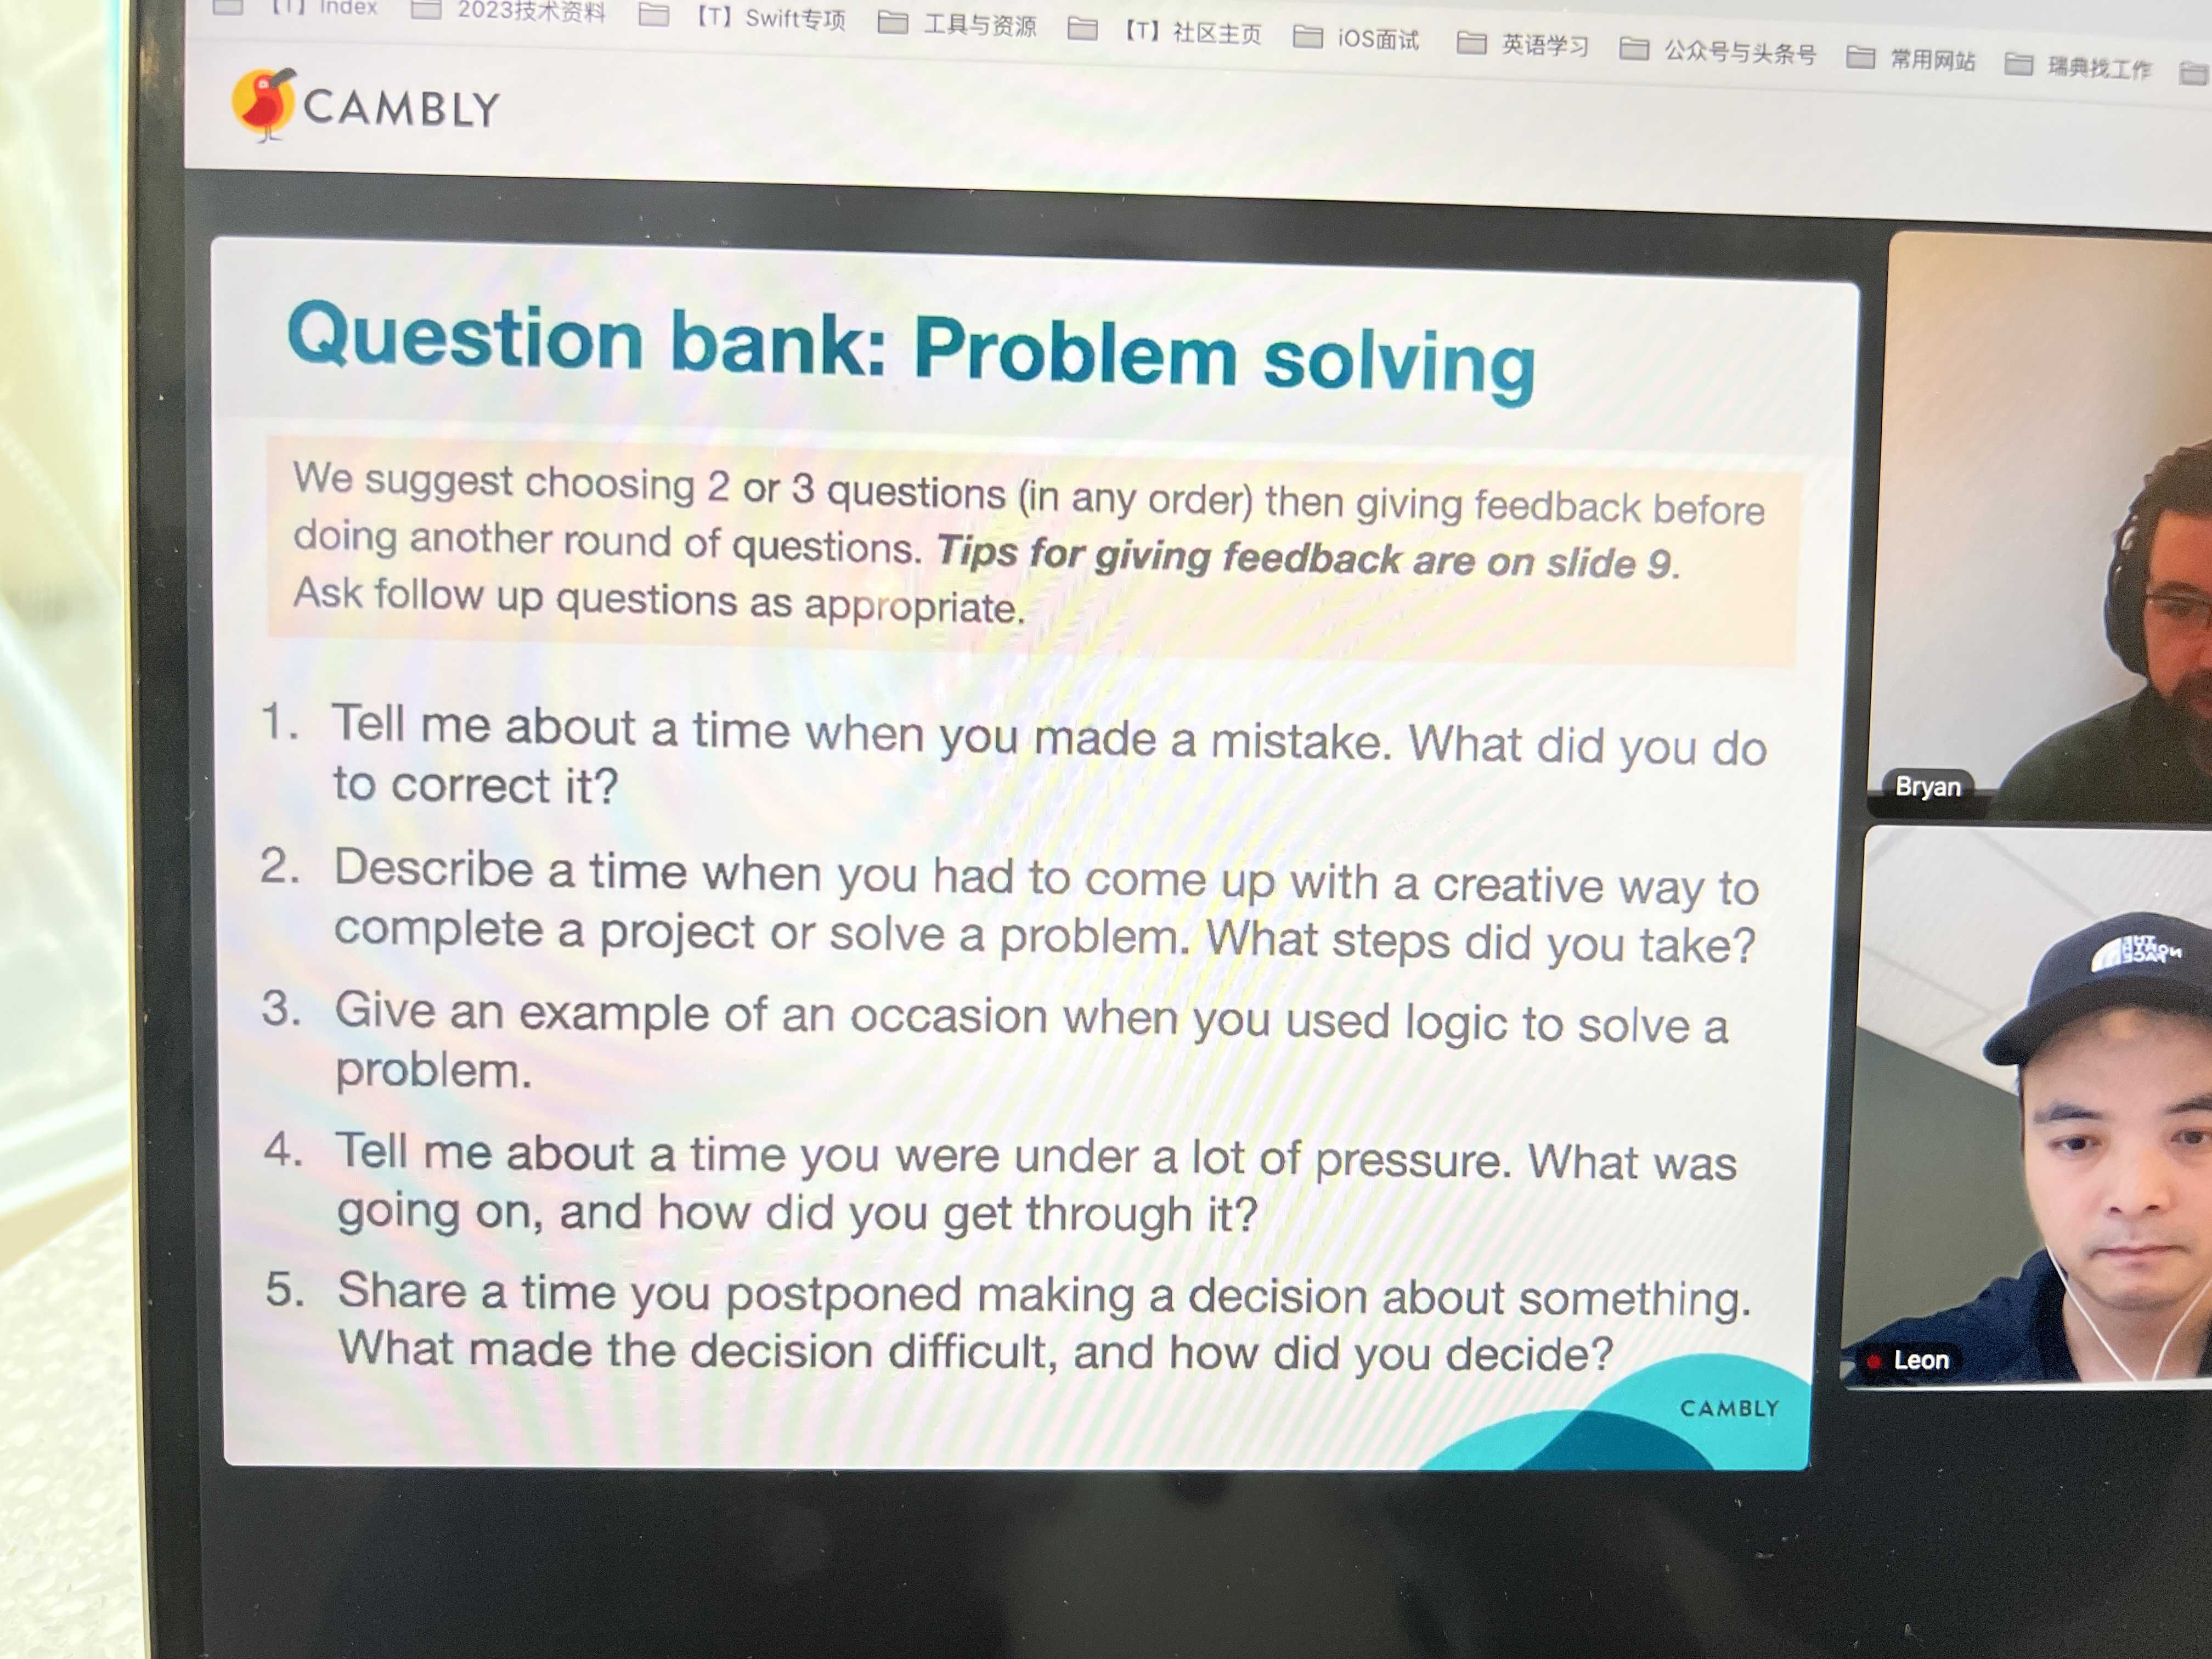 【T】Index 2023技术资料 【T】Swift专项 工具与资源 【T】社区主页 iOS面试 英语学习 公众号与头条号 常用网站 瑞典找工作
CAMBLY
Question bank: Problem solving
We suggest choosing 2 or 3 questions (in any order) then giving feedback before
doing another round of questions. Tips for giving feedback are on slide 9.
Ask follow up questions as appropriate.
1. Tell me about a time when you made a mistake. What did you do
to correct it?
2. Describe a time when you had to come up with a creative way to
complete a project or solve a problem. What steps did you take?
3. Give an example of an occasion when you used logic to solve a
problem.
4. Tell me about a time you were under a lot of pressure. What was
going on, and how did you get through it?
5. Share a time you postponed making a decision about something.
What made the decision difficult, and how did you decide?
CAMBLY
Bryan
THE
NORTH
FACE
Leon